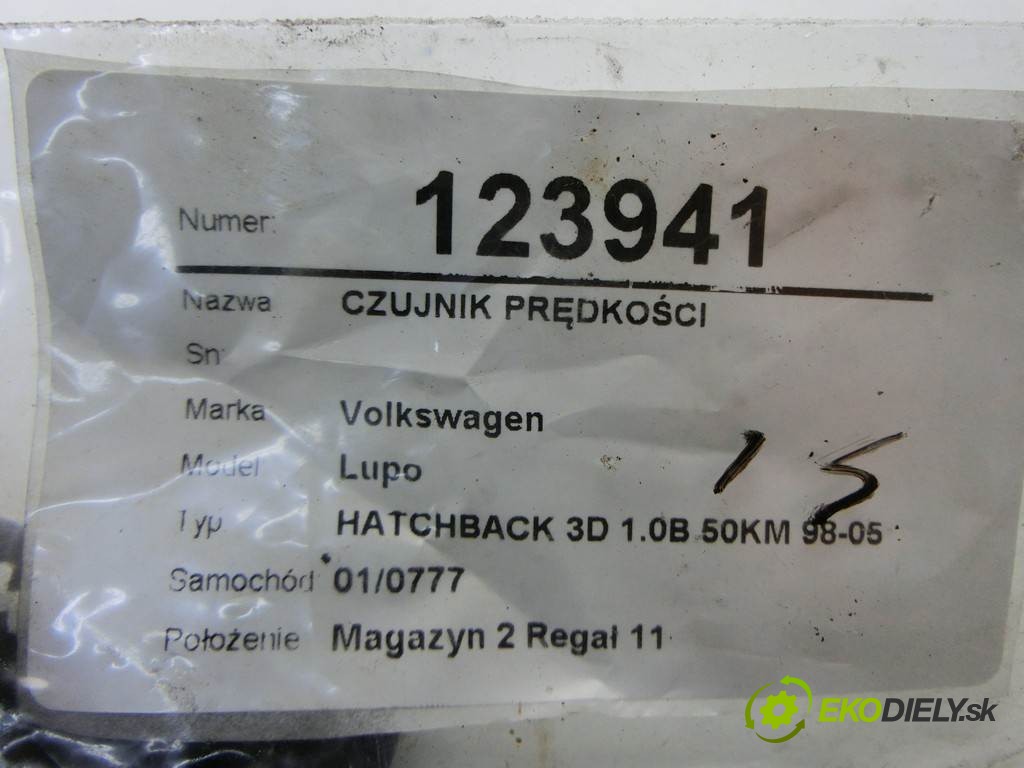 Numer: 123941
Nazwa CZUJNIK PRĘDKOŚCI
Sn:
Marka Volkswagen
Model Lupo
15
Typ HATCHBACK 3D 1.0B 50KM 98-05
Samochód 01/0777
Położenie Magazyn 2 Regał 11
EKODIELY.sk